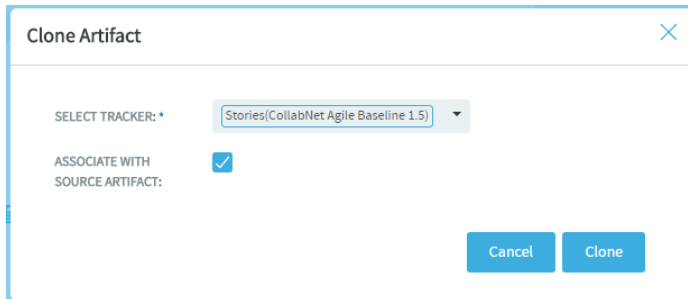 Clone Artifact
SELECT TRACKER: *
Stories(CollabNet Agile Baseline 1.5)
ASSOCIATE WITH
SOURCE ARTIFACT:
Cancel
Clone